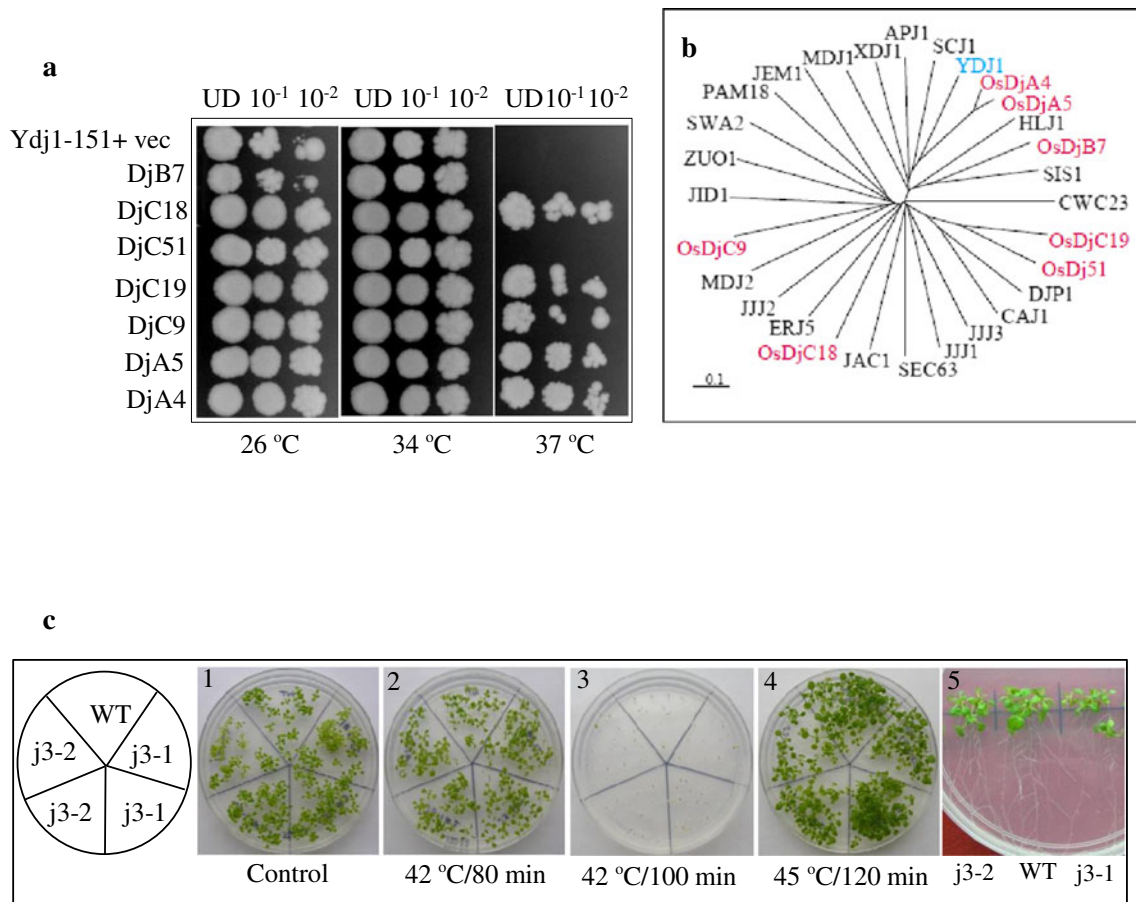 a
UD 10-1 10-2 UD 10-1 10-2 UD10-1 10-2
Ydj1-151+ vec
DjB7
DjC18
DjC51
DjC19
DjC9
DjA5
DjA4
26 ºC 34 ºC 37 ºC
b
APJ1
SCJ1
XDJ1
YDJ1
MDJ1
OsDjA4
JEM1
OsDjA5
PAM18
HLJ1
SWA2
OsDjB7
ZUO1
SIS1
JID1
CWC23
OsDjC9
OsDjC19
MDJ2
OsDj51
JJJ2
DJP1
ERJ5
CAJ1
OsDjC18
JJJ3
JAC1
JJJ1
SEC63
0.1
c
WT
j3-2 j3-1
j3-2 j3-1
1 2 3 4 5
Control 42 ºC/80 min 42 ºC/100 min 45 ºC/120 min j3-2 WT j3-1